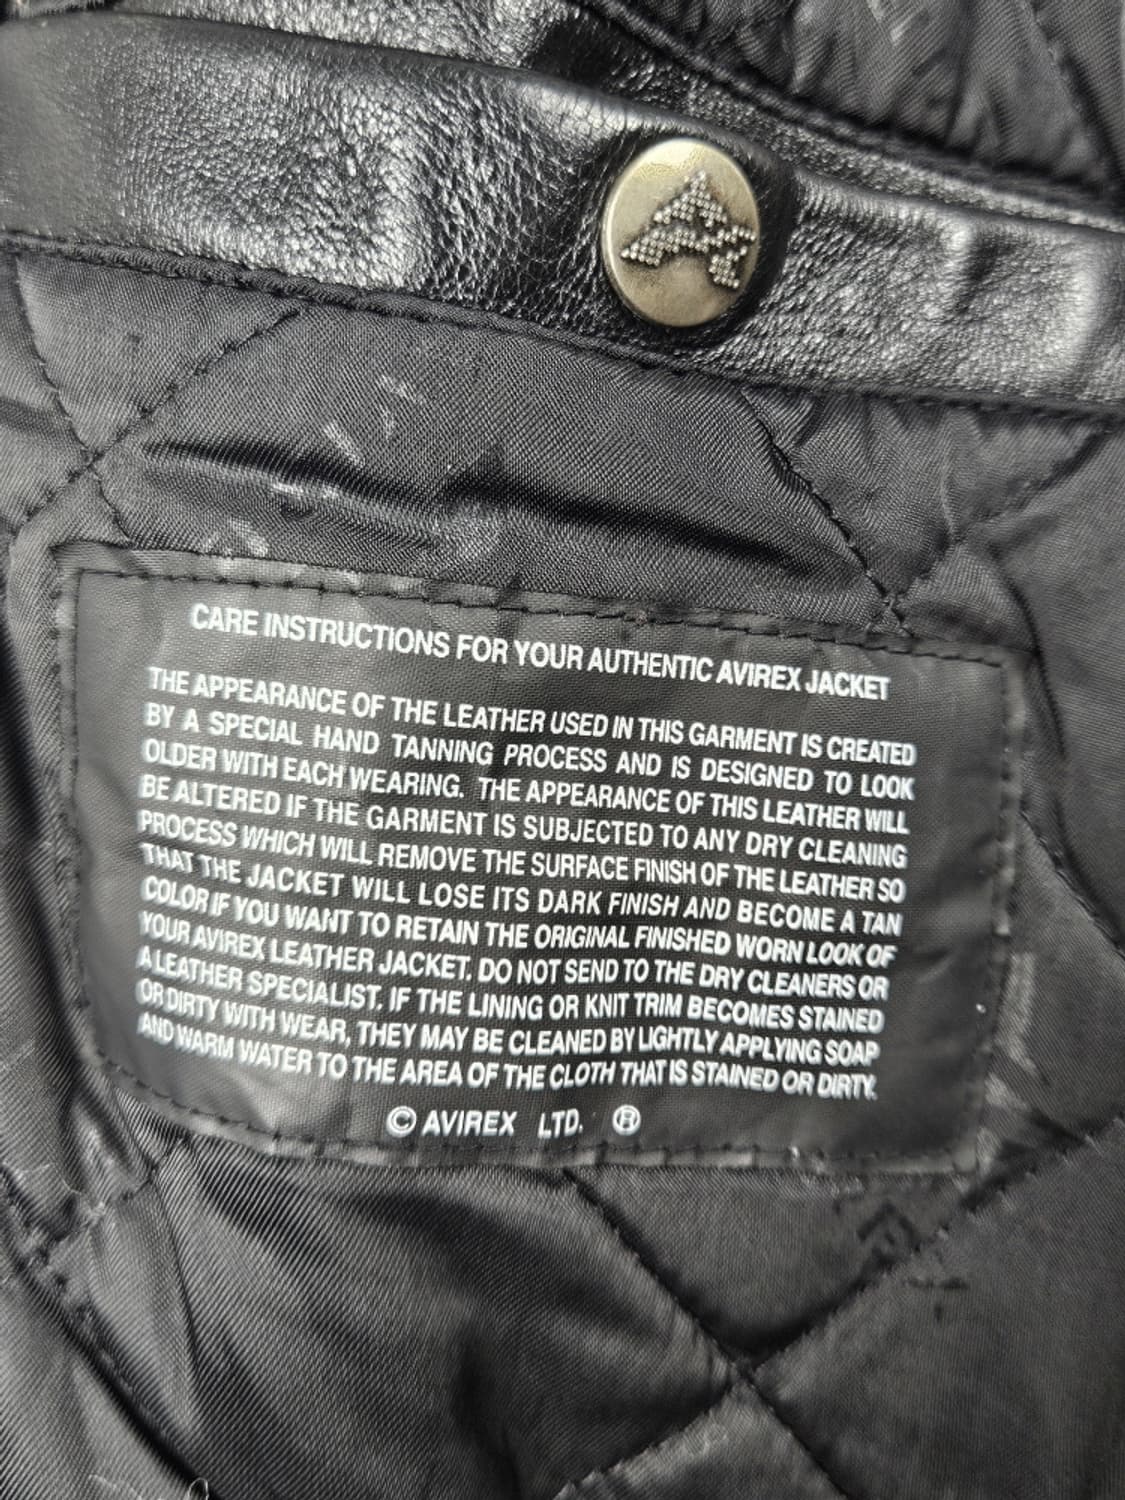 CARE INSTRUCTIONS FOR YOUR AUTHENTIC AVIREX JACKET
THE APPEARANCE OF THE LEATHER USED IN THIS GARMENT IS CREATED
BY A SPECIAL HAND TANNING PROCESS AND IS DESIGNED TO LOOK
OLDER WITH EACH WEARING. THE APPEARANCE OF THIS LEATHER WILL
BE ALTERED IF THE GARMENT IS SUBJECTED TO ANY DRY CLEANING
PROCESS WHICH WILL REMOVE THE SURFACE FINISH OF THE LEATHER SO
THAT THE JACKET WILL LOSE ITS DARK FINISH AND BECOME A TAN
COLOR IF YOU WANT TO RETAIN THE ORIGINAL FINISHED WORN LOOK OF
YOUR AVIREX LEATHER JACKET. DO NOT SEND TO THE DRY CLEANERS OR
A LEATHER SPECIALIST. IF THE LINING OR KNIT TRIM BECOMES STAINED
OR DIRTY WITH WEAR, THEY MAY BE CLEANED BY LIGHTLY APPLYING SOAP
AND WARM WATER TO THE AREA OF THE CLOTH THAT IS STAINED OR DIRTY.
© AVIREX LTD. ®